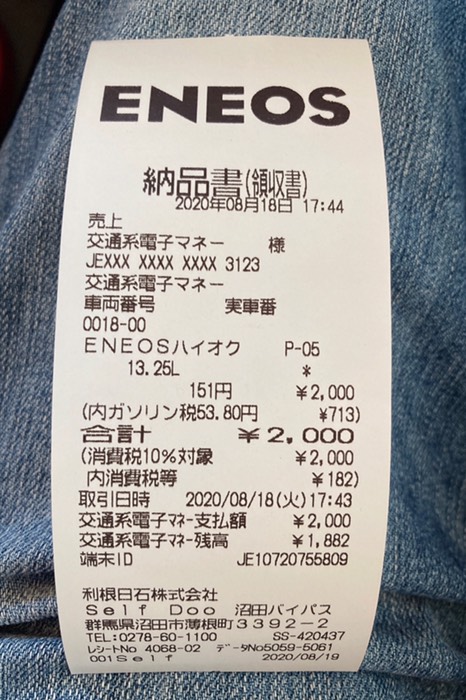 ENEOS
納品書(領収書)
2020年08月18日 17:44
売上
交通系電子マネー 様
JEXXX XXXX XXXX 3123
交通系電子マネー
車両番号 実車番
0018-00
ENEOSハイオク P-05
13.25L *
151円 ¥2,000
(内ガソリン税53.80円 ¥713)
合計 ¥2,000
(消費税10%対象 ¥2,000
内消費税等 ¥182)
取引日時 2020/08/18(火)17:43
交通系電子マネー支払額 ¥2,000
交通系電子マネー残高 ¥1,882
端末ID JE10720755809
利根日石株式会社
Self Doo 沼田バイパス
群馬県沼田市薄根町3392-2
TEL:0278-60-1100 SS-420437
レシートNo 4068-02 データNo5059-5061
001Self 2020/08/19